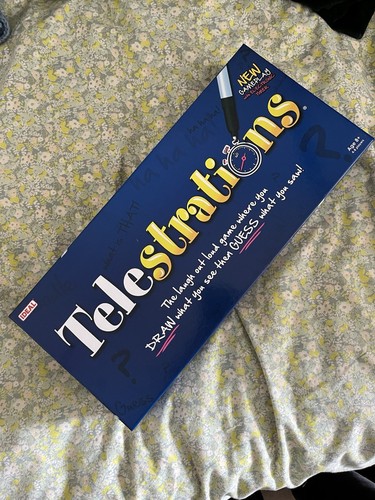 NEW
GAMEPLAY
IDEAL
Telestrations
The laugh out loud game where you
DRAW what you see then GUESS what you saw!
Ages 8+
?
?